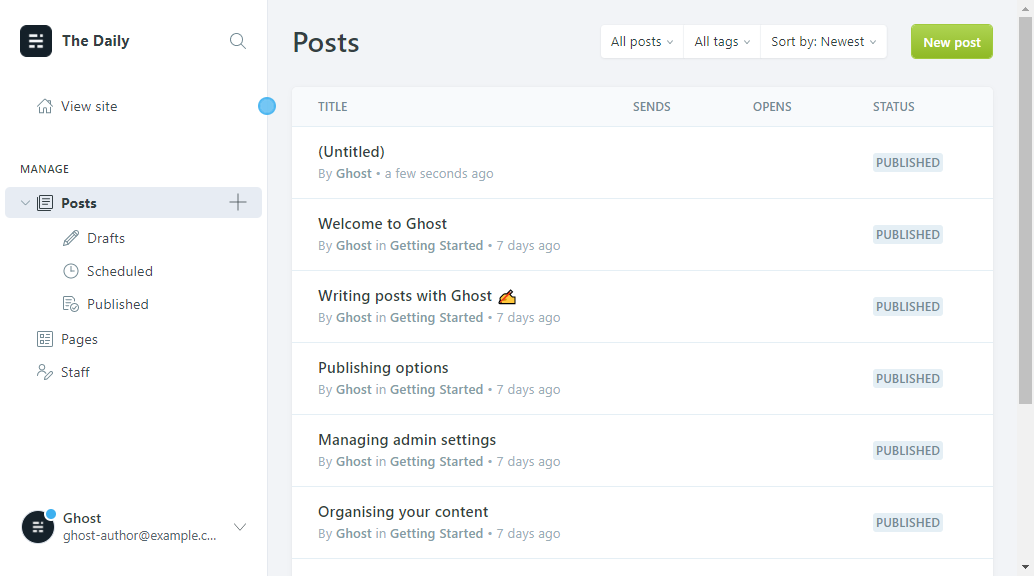 The Daily
View site
MANAGE
Posts
Drafts
Scheduled
Published
Pages
Staff
Ghost
ghost-author@example.c...
Posts
All posts
All tags
Sort by: Newest
New post
TITLE SENDS OPENS STATUS
(Untitled)
By Ghost • a few seconds ago
PUBLISHED
Welcome to Ghost
By Ghost in Getting Started • 7 days ago
PUBLISHED
Writing posts with Ghost ✍️
By Ghost in Getting Started • 7 days ago
PUBLISHED
Publishing options
By Ghost in Getting Started • 7 days ago
PUBLISHED
Managing admin settings
By Ghost in Getting Started • 7 days ago
PUBLISHED
Organising your content
By Ghost in Getting Started • 7 days ago
PUBLISHED